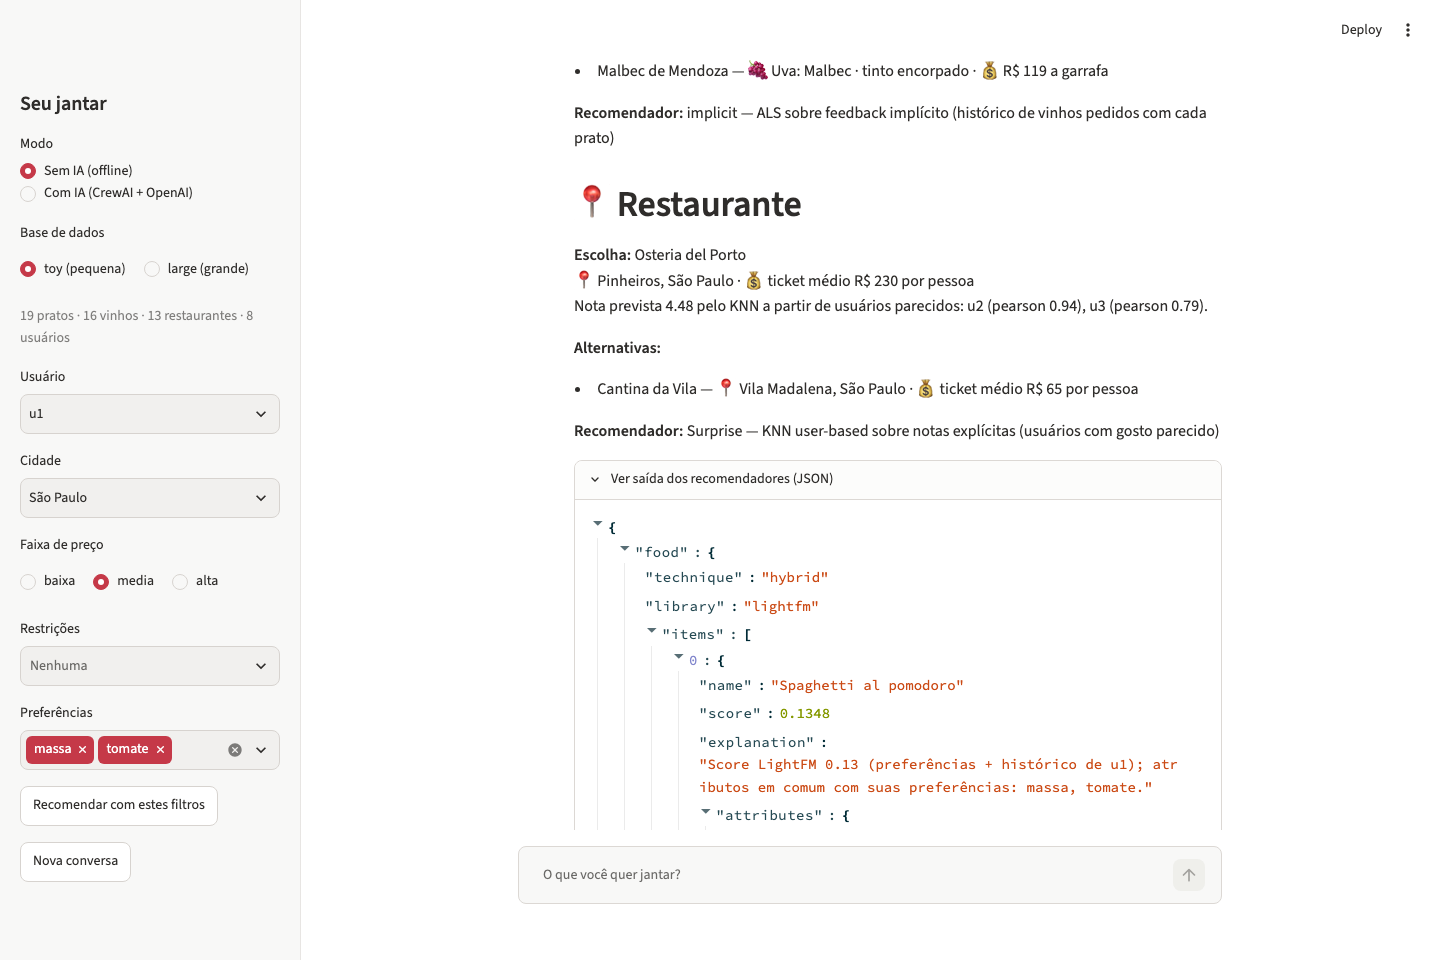 Deploy
Seu jantar
Modo
Sem IA (offline)
Com IA (CrewAI + OpenAI)
Base de dados
toy (pequena)
large (grande)
19 pratos · 16 vinhos · 13 restaurantes · 8
usuários
Usuário
u1
Cidade
São Paulo
Faixa de preço
baixa
media
alta
Restrições
Nenhuma
Preferências
massa
tomate
Recomendar com estes filtros
Nova conversa
Malbec de Mendoza — 🍇 Uva: Malbec · tinto encorpado · 💰 R$ 119 a garrafa
Recomendador: implicit — ALS sobre feedback implícito (histórico de vinhos pedidos com cada
prato)
📍 Restaurante
Escolha: Osteria del Porto
📍 Pinheiros, São Paulo · 💰 ticket médio R$ 230 por pessoa
Nota prevista 4.48 pelo KNN a partir de usuários parecidos: u2 (pearson 0.94), u3 (pearson 0.79).
Alternativas:
Cantina da Vila — 📍 Vila Madalena, São Paulo · 💰 ticket médio R$ 65 por pessoa
Recomendador: Surprise — KNN user-based sobre notas explícitas (usuários com gosto parecido)
Ver saída dos recomendadores (JSON)
{
"food" : {
"technique" : "hybrid"
"library" : "lightfm"
"items" : [
0 : {
"name" : "Spaghetti al pomodoro"
"score" : 0.1348
"explanation" :
"Score LightFM 0.13 (preferências + histórico de u1); atr
ibutos em comum com suas preferências: massa, tomate."
"attributes" : {
O que você quer jantar?